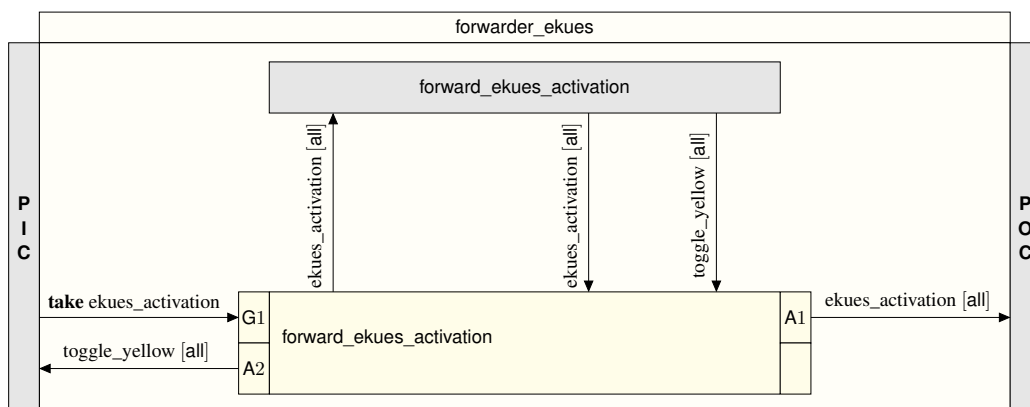 forwarder_ekues
forward_ekues_activation
ekues_activation [all]
ekues_activation [all]
toggle_yellow [all]
P
I
C
P
O
C
take ekues_activation
G1
forward_ekues_activation
A1
ekues_activation [all]
toggle_yellow [all]
A2